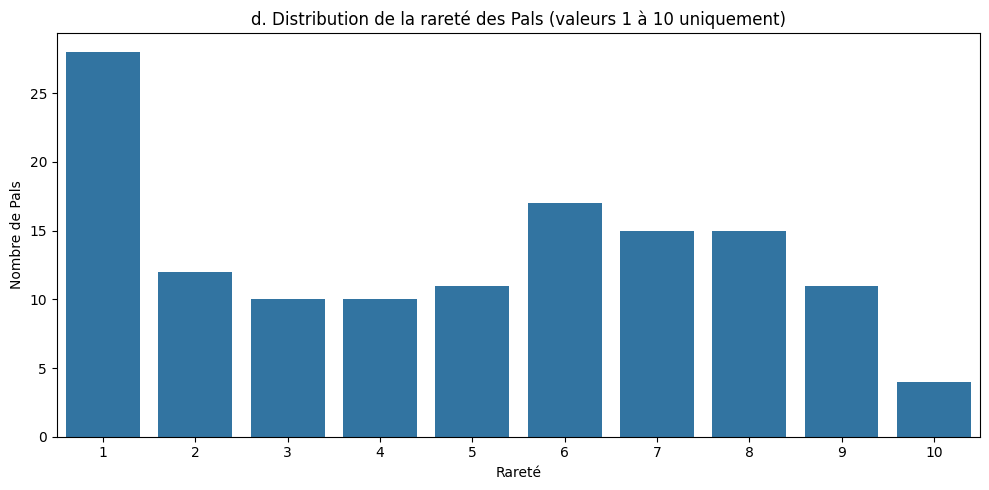 d. Distribution de la rareté des Pals (valeurs 1 à 10 uniquement)
Nombre de Pals
25
20
15
10
5
0
1 2 3 4 5 6 7 8 9 10
Rareté